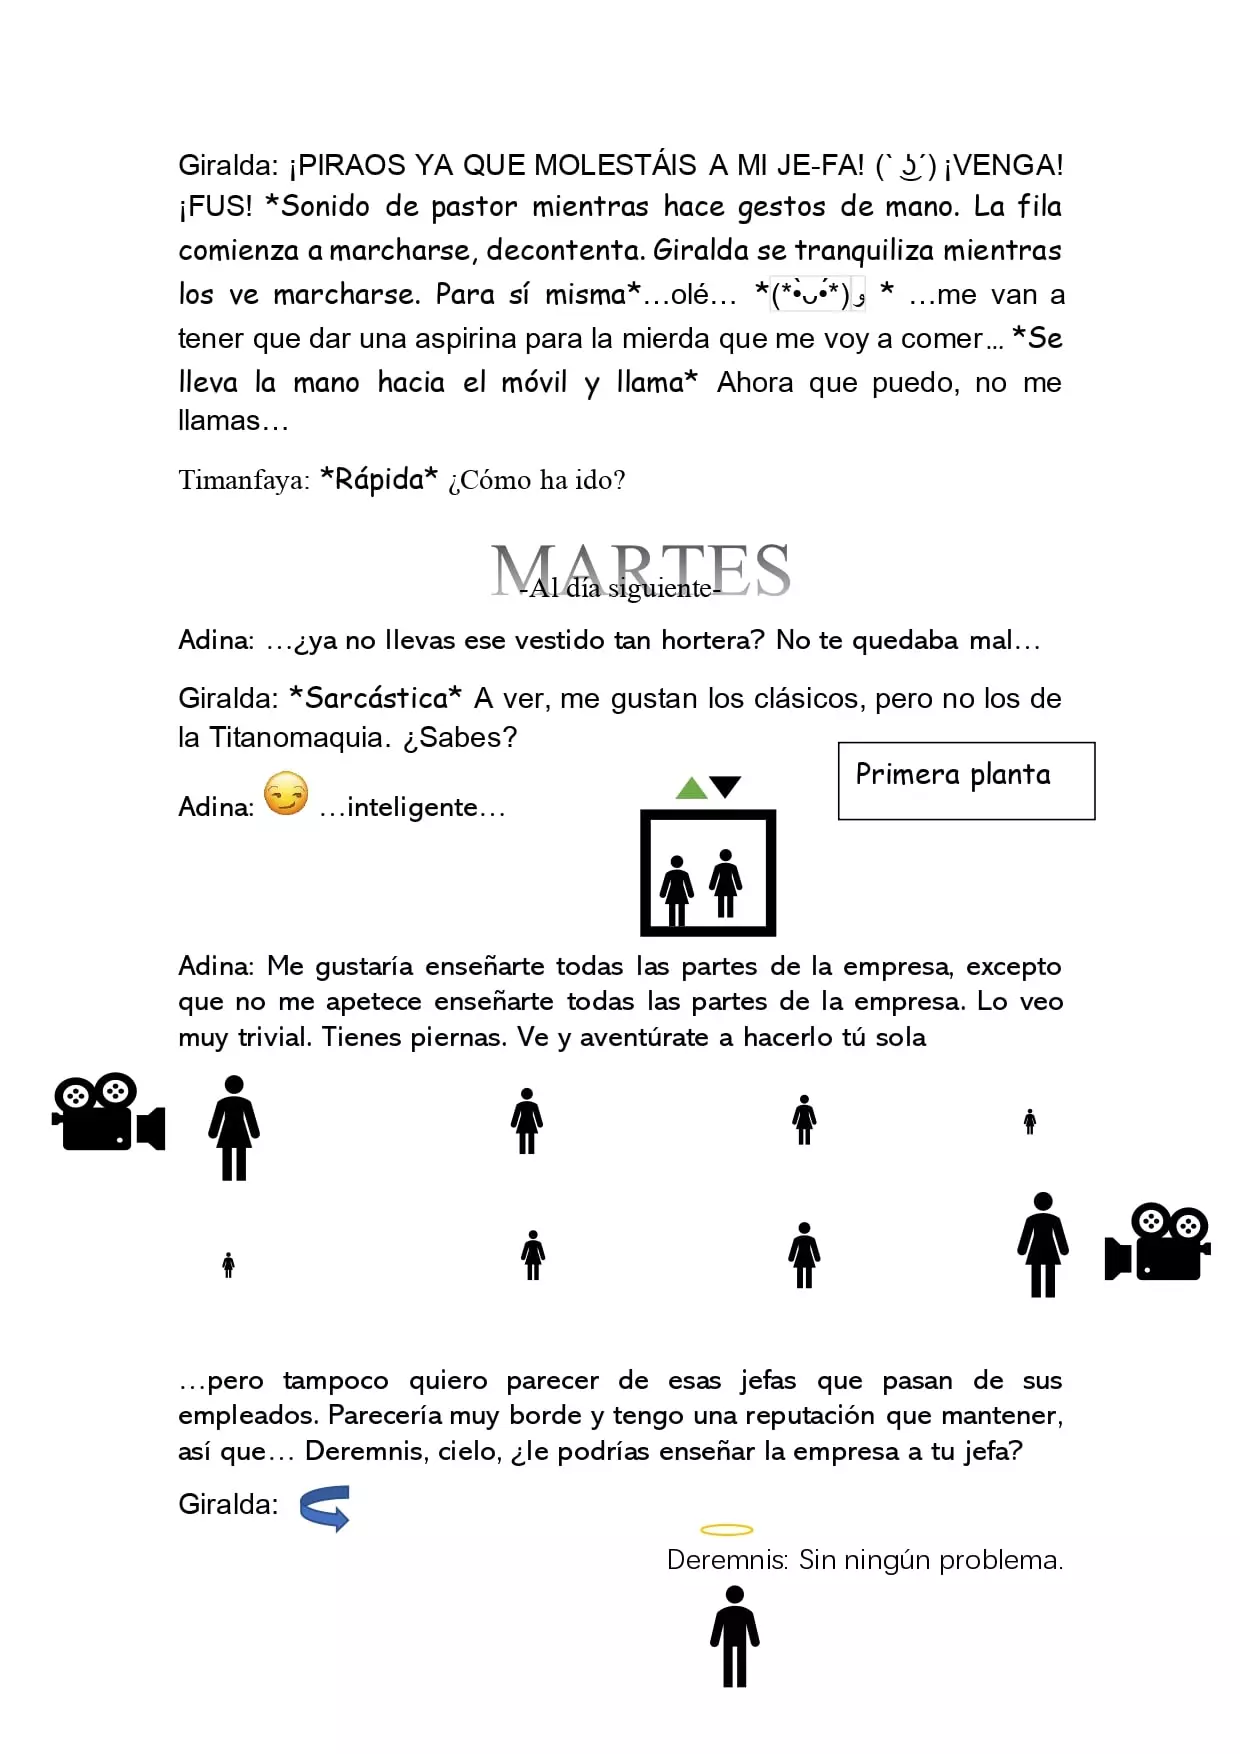 Giralda: ¡PIRAOS YA QUE MOLESTÁIS A MI JE-FA! (` ڼ´) ¡VENGA!
¡FUS! *Sonido de pastor mientras hace gestos de mano. La fila
comienza a marcharse, decontenta. Giralda se tranquiliza mientras
los ve marcharse. Para sí misma*…olé… *(*•̀ᴗ•́*)و * …me van a
tener que dar una aspirina para la mierda que me voy a comer… *Se
lleva la mano hacia el móvil y llama* Ahora que puedo, no me
llamas…
Timanfaya: *Rápida* ¿Cómo ha ido?
MARTES
-Al día siguiente-
Adina: …¿ya no llevas ese vestido tan hortera? No te quedaba mal…
Giralda: *Sarcástica* A ver, me gustan los clásicos, pero no los de
la Titanomaquia. ¿Sabes?
Primera planta
Adina: 😏 …inteligente…
Adina: Me gustaría enseñarte todas las partes de la empresa, excepto
que no me apetece enseñarte todas las partes de la empresa. Lo veo
muy trivial. Tienes piernas. Ve y aventúrate a hacerlo tú sola
…pero tampoco quiero parecer de esas jefas que pasan de sus
empleados. Parecería muy borde y tengo una reputación que mantener,
así que… Deremnis, cielo, ¿le podrías enseñar la empresa a tu jefa?
Giralda:
Deremnis: Sin ningún problema.